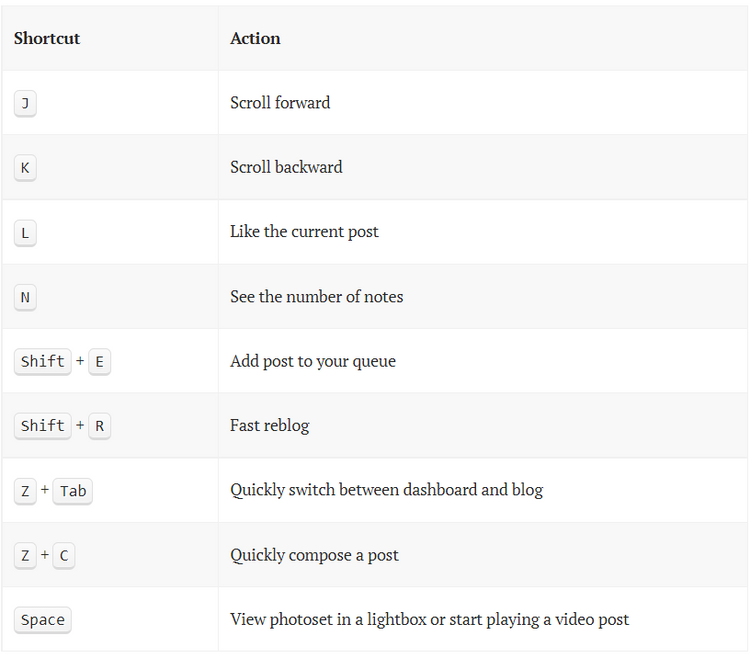 Shortcut Action
J Scroll forward
K Scroll backward
L Like the current post
N See the number of notes
Shift + E Add post to your queue
Shift + R Fast reblog
Z + Tab Quickly switch between dashboard and blog
Z + C Quickly compose a post
Space View photoset in a lightbox or start playing a video post